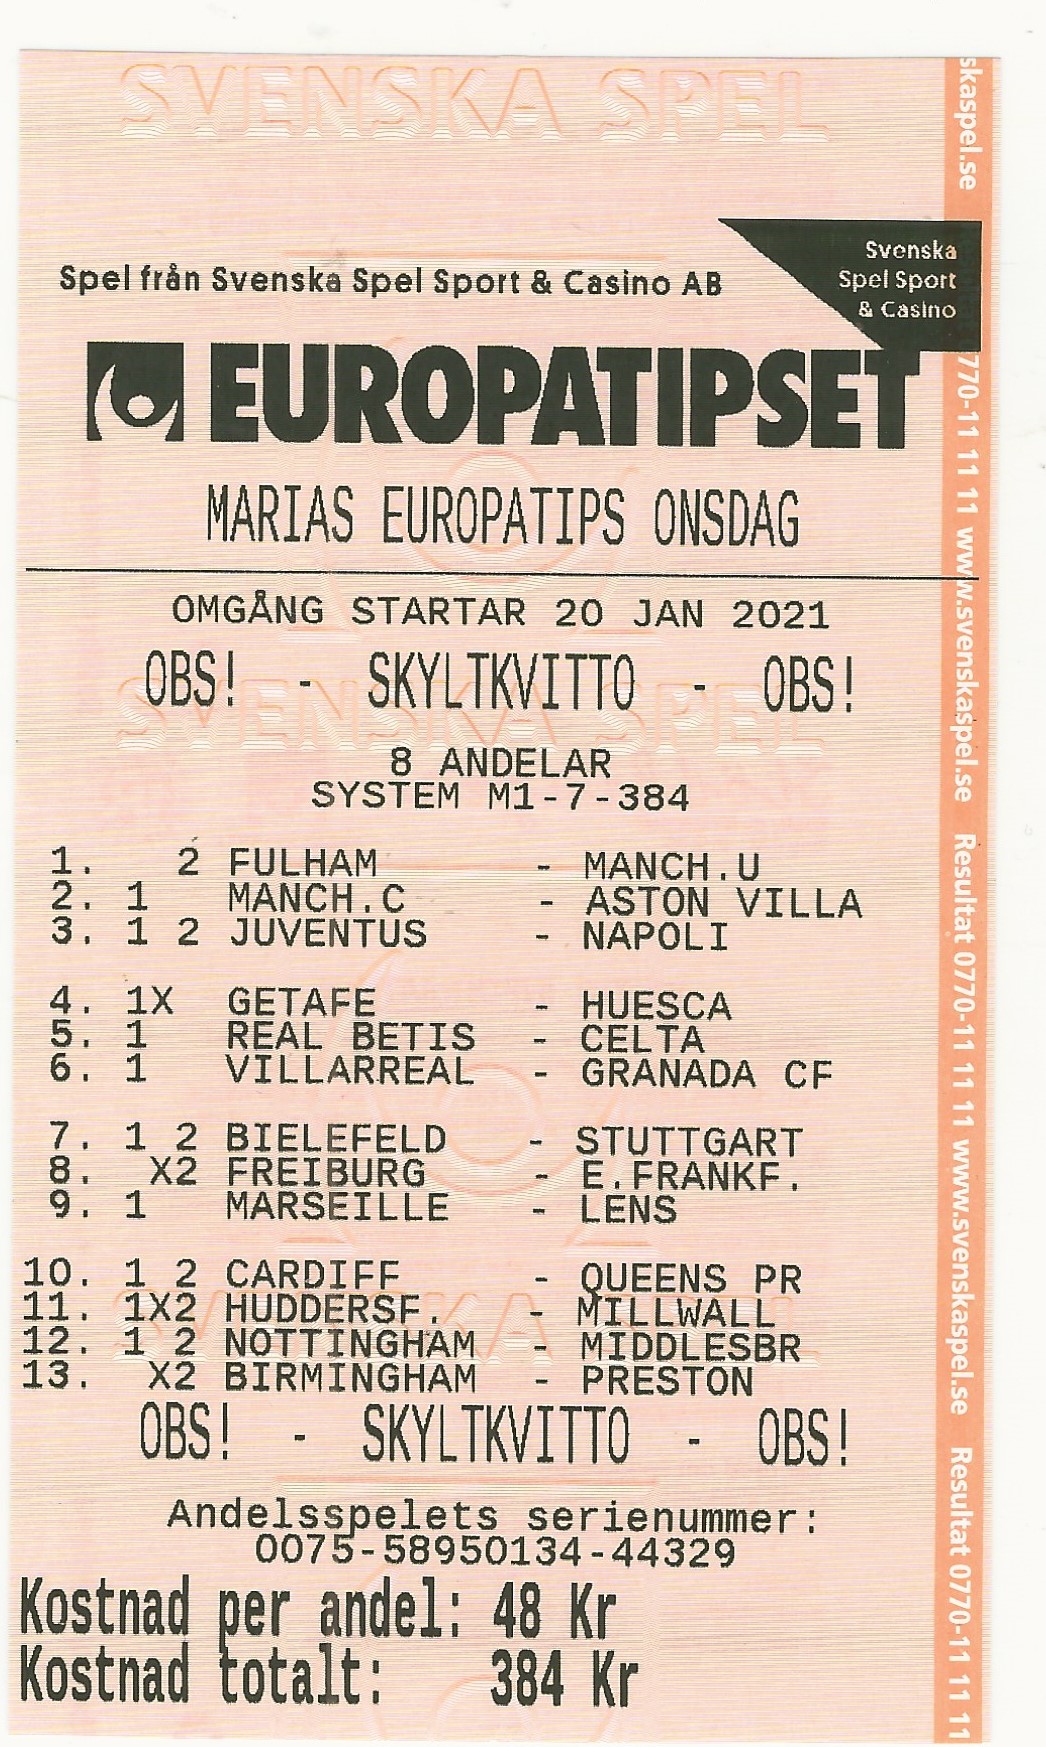 SVENSKA SPEL
skaspel.se
Svenska
Spel Sport
& Casino
Spel från Svenska Spel Sport & Casino AB
EUROPATIPSET
MARIAS EUROPATIPS ONSDAG
OMGÅNG STARTAR 20 JAN 2021
OBS! - SKYLTKVITTO - OBS!
SVENSKA SPEL
8 ANDELAR
SYSTEM M1-7-384
1. 2 FULHAM - MANCH.U
2. 1 MANCH.C - ASTON VILLA
3. 1 2 JUVENTUS - NAPOLI
4. 1X GETAFE - HUESCA
5. 1 REAL BETIS - CELTA
6. 1 VILLARREAL - GRANADA CF
7. 1 2 BIELEFELD - STUTTGART
8. X2 FREIBURG - E.FRANKF.
9. 1 MARSEILLE - LENS
10. 1 2 CARDIFF - QUEENS PR
11. 1X2 HUDDERSF. - MILLWALL
12. 1 2 NOTTINGHAM - MIDDLESBR
13. X2 BIRMINGHAM - PRESTON
SVENSKA SPEL
OBS! - SKYLTKVITTO - OBS!
Andelsspelets serienummer:
0075-58950134-44329
Kostnad per andel: 48 Kr
Kostnad totalt: 384 Kr
770-11 11 11 www.svenskaspel.se Resultat 0770-11 11 11 www.svenskaspel.se Resultat 0770-11 11 11